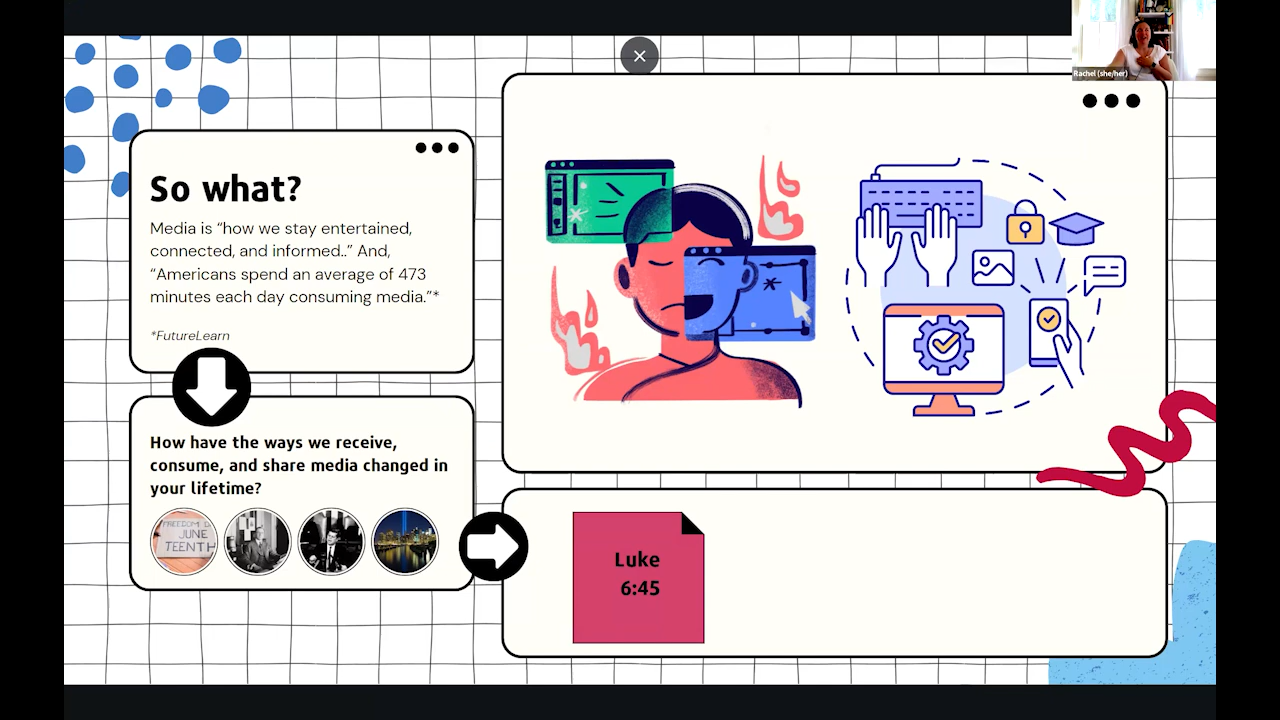 Rachel (she/her)
So what?
Media is “how we stay entertained,
connected, and informed..” And,
“Americans spend an average of 473
minutes each day consuming media.”*
*FutureLearn
How have the ways we receive,
consume, and share media changed in
your lifetime?
FREEDOM D
JUNE
TEENTH
Luke
6:45